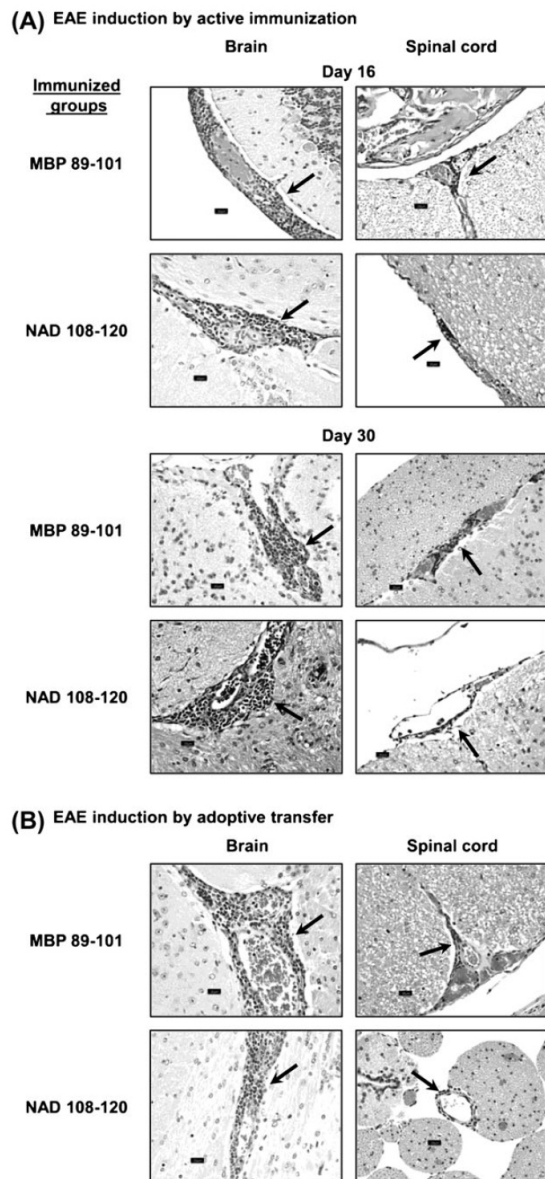 (A) EAE induction by active immunization
Brain Spinal cord
Day 16
Immunized
groups
MBP 89-101
NAD 108-120
Day 30
MBP 89-101
NAD 108-120
(B) EAE induction by adoptive transfer
Brain Spinal cord
MBP 89-101
NAD 108-120